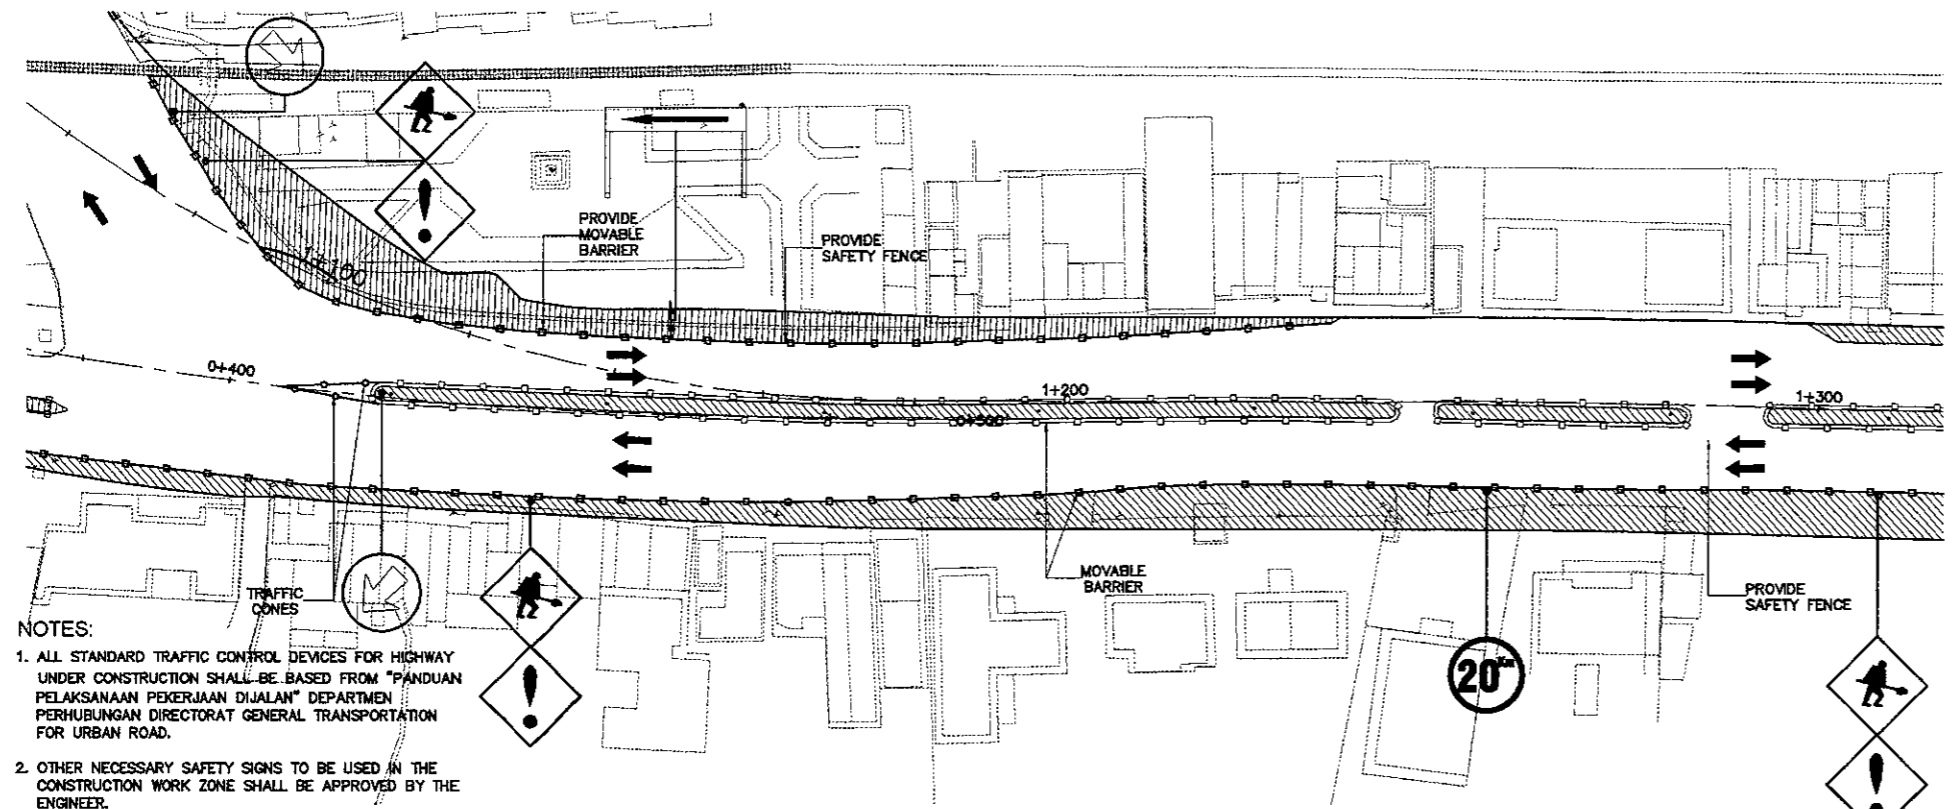 PROVIDE
MOVABLE
BARRIER
PROVIDE
SAFETY FENCE
1+100
0+400
1+200
0+500
1+300
TRAFFIC
CONES
MOVABLE
BARRIER
PROVIDE
SAFETY FENCE
20 Km
NOTES:
1. ALL STANDARD TRAFFIC CONTROL DEVICES FOR HIGHWAY
UNDER CONSTRUCTION SHALL BE BASED FROM "PANDUAN
PELAKSANAAN PEKERJAAN DIJALAN" DEPARTMEN
PERHUBUNGAN DIRECTORAT GENERAL TRANSPORTATION
FOR URBAN ROAD.
2. OTHER NECESSARY SAFETY SIGNS TO BE USED IN THE
CONSTRUCTION WORK ZONE SHALL BE APPROVED BY THE
ENGINEER.